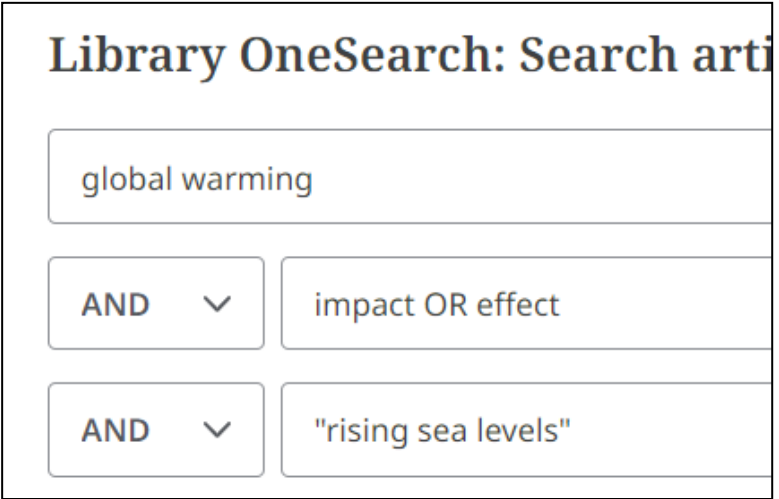 Library OneSearch: Search arti
global warming
AND impact OR effect
AND "rising sea levels"